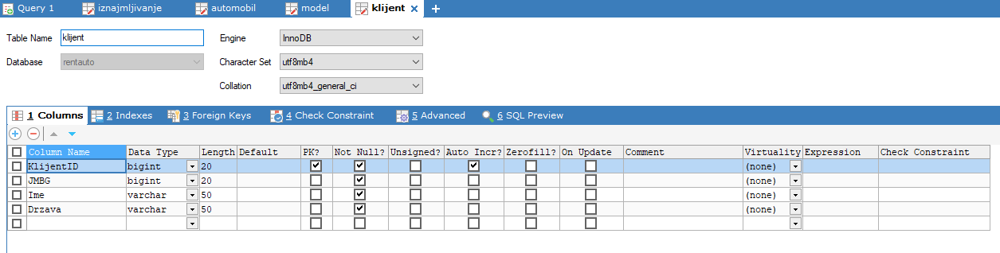 Query 1 iznajmljivanje automobil model klijent
Table Name klijent Engine InnoDB
Database rentauto Character Set utf8mb4
Collation utf8mb4_general_ci
1 Columns 2 Indexes 3 Foreign Keys 4 Check Constraint 5 Advanced 6 SQL Preview
Column Name Data Type Length Default PK? Not Null? Unsigned? Auto Incr? Zerofill? On Update Comment Virtuality Expression Check Constraint
KlijentID bigint 20 (none)
JMBG bigint 20 (none)
Ime varchar 50 (none)
Drzava varchar 50 (none)